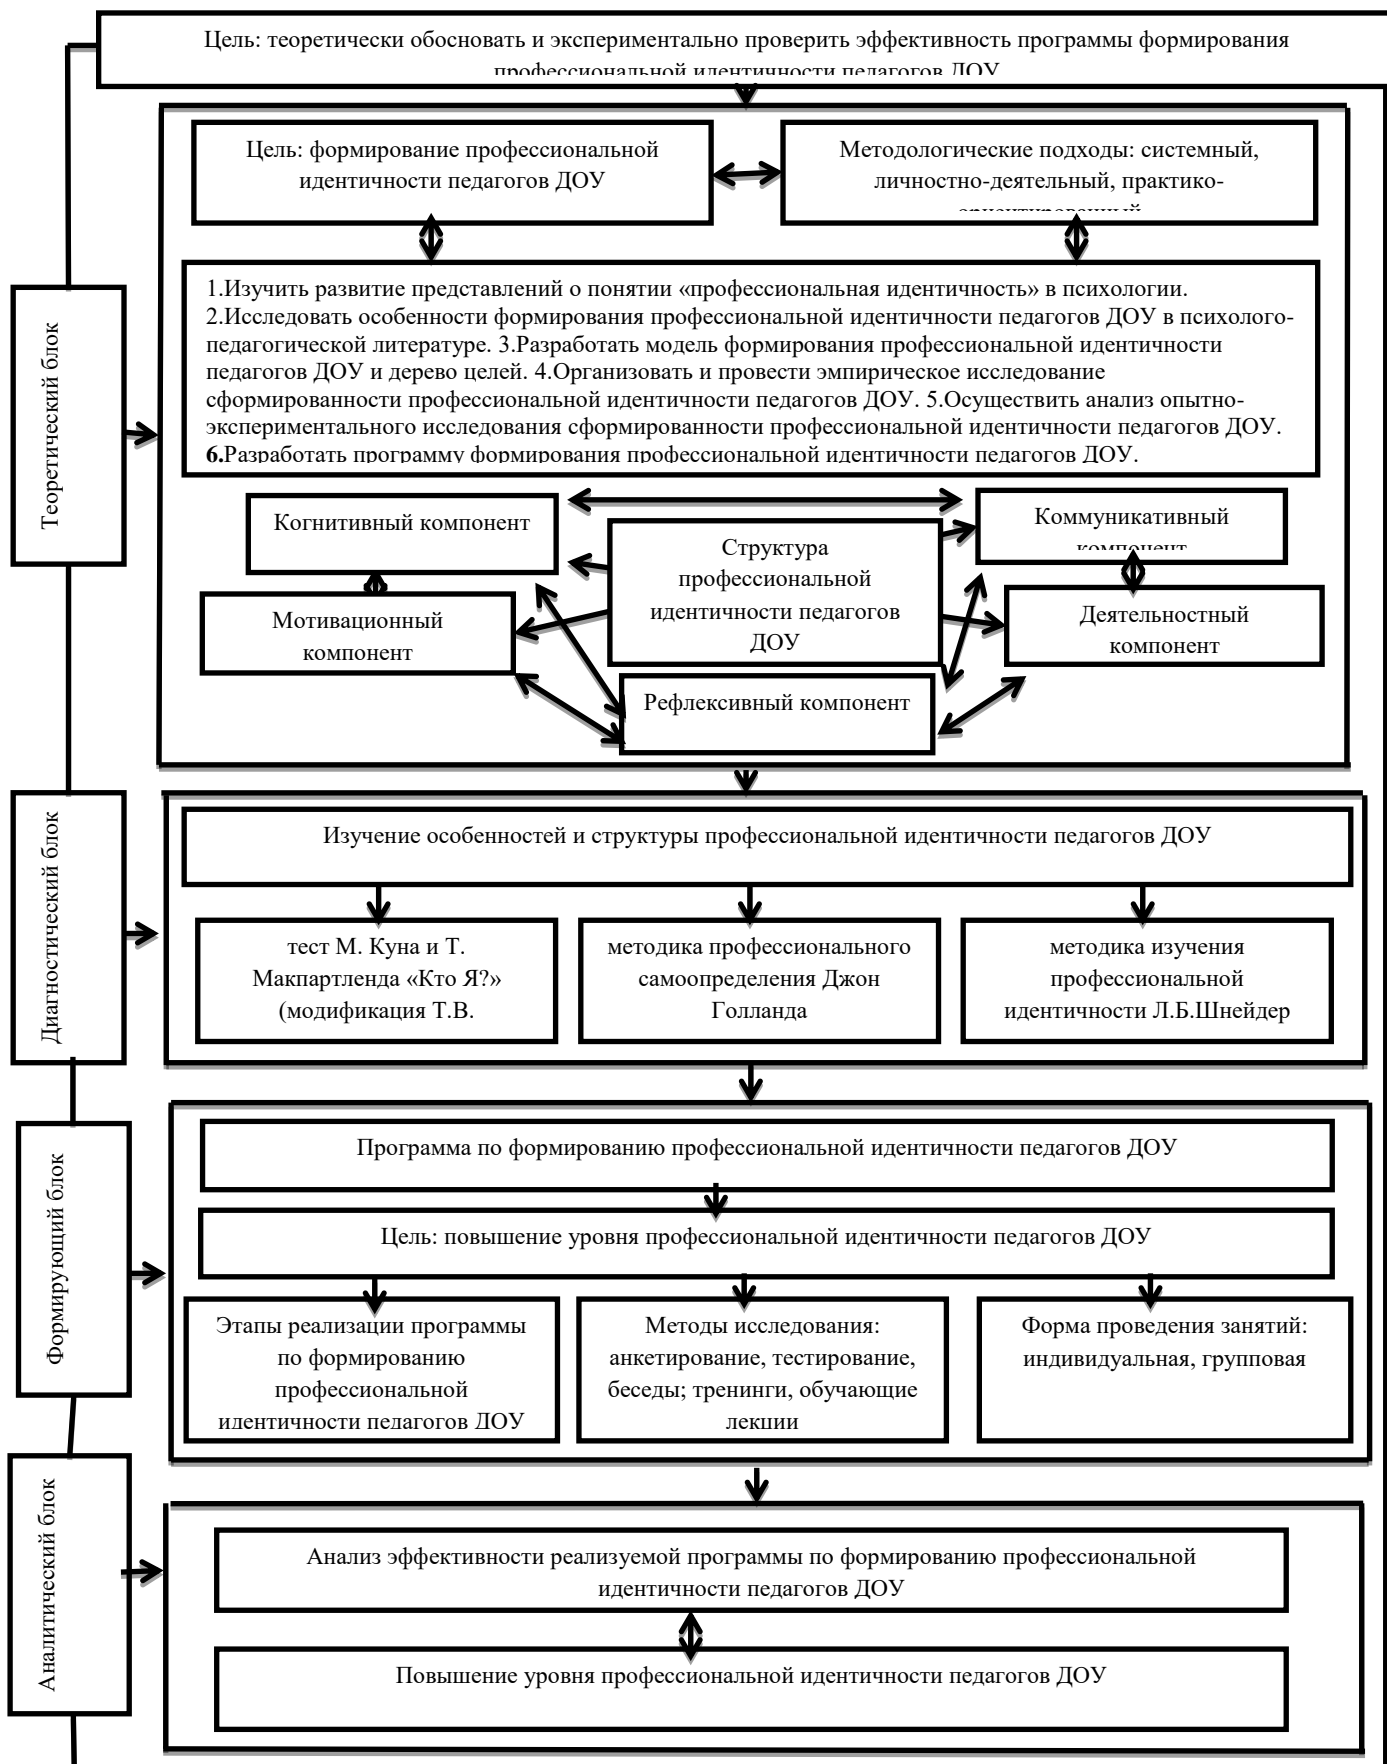 Цель: теоретически обосновать и экспериментально проверить эффективность программы формирования
профессиональной идентичности педагогов ДОУ
Теоретический блок
Цель: формирование профессиональной
идентичности педагогов ДОУ
Методологические подходы: системный,
личностно-деятельный, практико-
ориентированный
1.Изучить развитие представлений о понятии «профессиональная идентичность» в психологии.
2.Исследовать особенности формирования профессиональной идентичности педагогов ДОУ в психолого-
педагогической литературе. 3.Разработать модель формирования профессиональной идентичности
педагогов ДОУ и дерево целей. 4.Организовать и провести эмпирическое исследование
сформированности профессиональной идентичности педагогов ДОУ. 5.Осуществить анализ опытно-
экспериментального исследования сформированности профессиональной идентичности педагогов ДОУ.
6.Разработать программу формирования профессиональной идентичности педагогов ДОУ.
Когнитивный компонент
Коммуникативный
компонент
Структура
профессиональной
идентичности педагогов
ДОУ
Мотивационный
компонент
Деятельностный
компонент
Рефлексивный компонент
Диагностический блок
Изучение особенностей и структуры профессиональной идентичности педагогов ДОУ
тест М. Куна и Т.
Макпартленда «Кто Я?»
(модификация Т.В.
методика профессионального
самоопределения Джон
Голланда
методика изучения
профессиональной
идентичности Л.Б.Шнейдер
Формирующий блок
Программа по формированию профессиональной идентичности педагогов ДОУ
Цель: повышение уровня профессиональной идентичности педагогов ДОУ
Этапы реализации программы
по формированию
профессиональной
идентичности педагогов ДОУ
Методы исследования:
анкетирование, тестирование,
беседы; тренинги, обучающие
лекции
Форма проведения занятий:
индивидуальная, групповая
Аналитический блок
Анализ эффективности реализуемой программы по формированию профессиональной
идентичности педагогов ДОУ
Повышение уровня профессиональной идентичности педагогов ДОУ